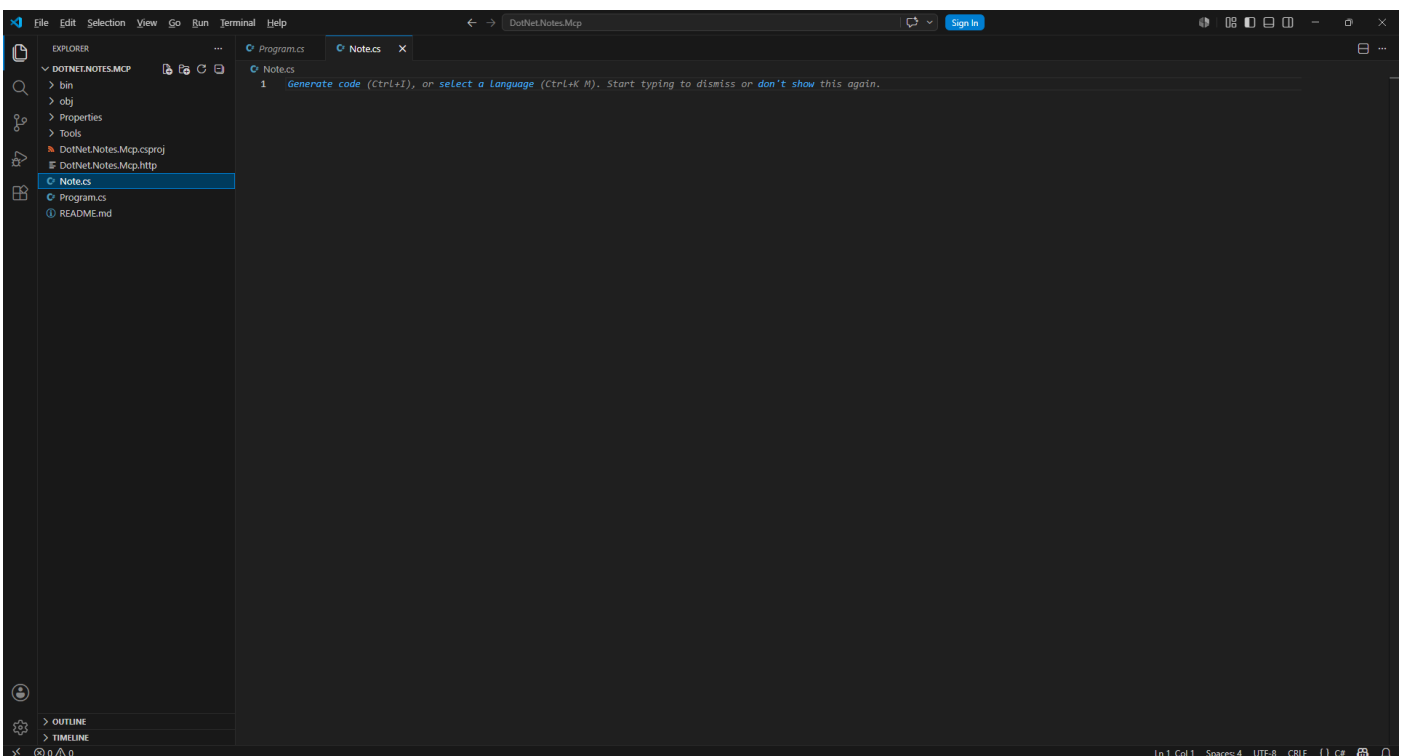 File Edit Selection View Go Run Terminal Help
DotNet.Notes.Mcp
Sign In
EXPLORER
Program.cs
Note.cs
DOTNET.NOTES.MCP
Note.cs
bin
1 Generate code (Ctrl+I), or select a language (Ctrl+K M). Start typing to dismiss or don't show this again.
obj
Properties
Tools
DotNet.Notes.Mcp.csproj
DotNet.Notes.Mcp.http
Note.cs
Program.cs
README.md
OUTLINE
TIMELINE
0 0
Ln 1, Col 1 Spaces: 4 UTF-8 CRLF {} C#